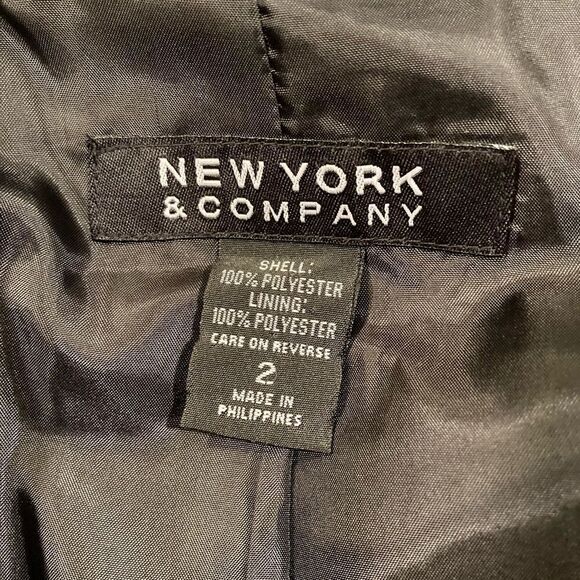 NEW YORK
& COMPANY
SHELL:
100% POLYESTER
LINING:
100% POLYESTER
CARE ON REVERSE
2
MADE IN
PHILIPPINES